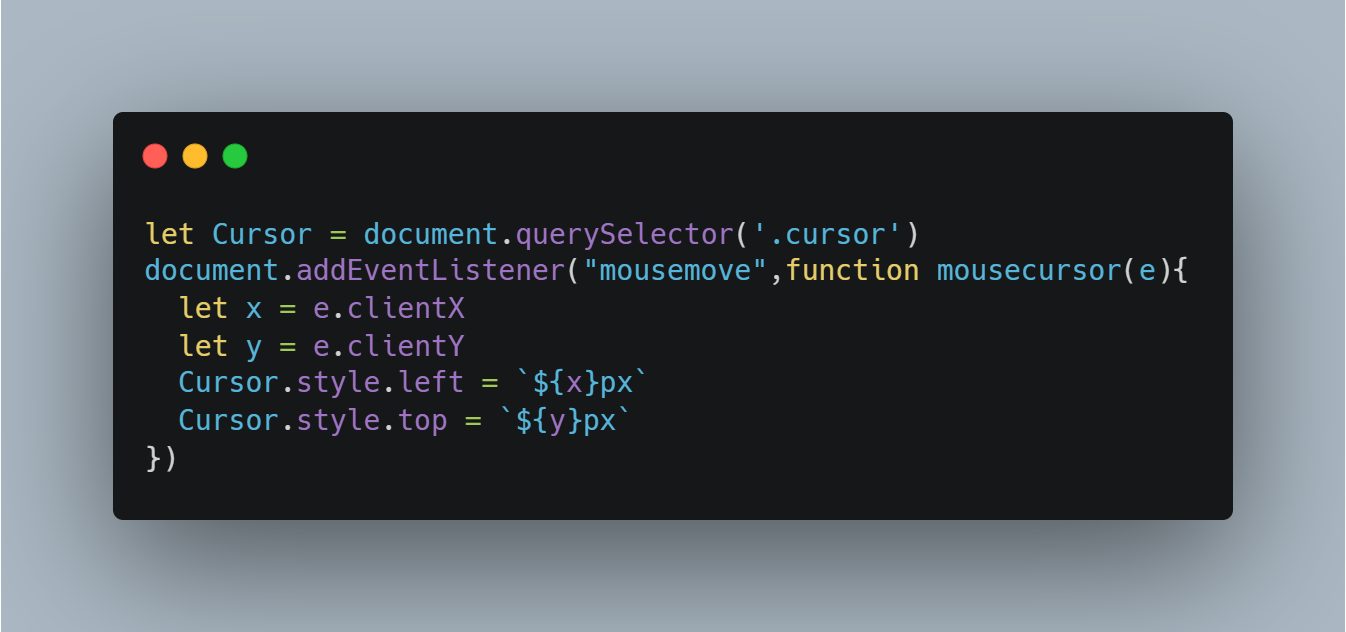 let Cursor = document.querySelector('.cursor')
document.addEventListener("mousemove",function mousecursor(e){
  let x = e.clientX
  let y = e.clientY
  Cursor.style.left = `${x}px`
  Cursor.style.top = `${y}px`
})